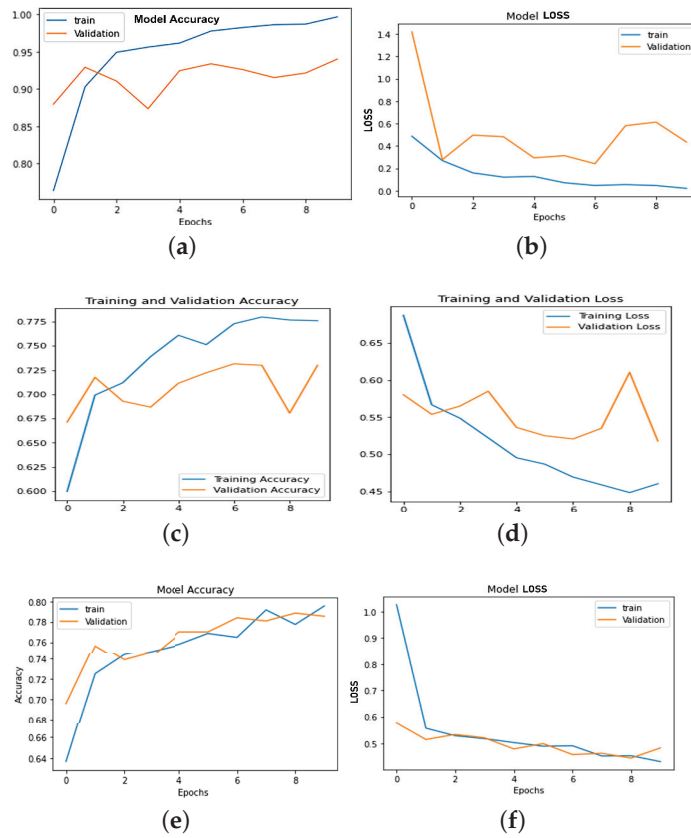 Model Accuracy
train
Validation
1.00
0.95
0.90
0.85
0.80
0 2 4 6 8
Epochs
(a)
Model L0SS
train
Validation
L0SS
1.4
1.2
1.0
0.8
0.6
0.4
0.2
0.0
0 2 4 6 8
Epochs
(b)
Training and Validation Accuracy
0.775
0.750
0.725
0.700
0.675
0.650
0.625
0.600
Training Accuracy
Validation Accuracy
0 2 4 6 8
(c)
Training and Validation Loss
Training Loss
Validation Loss
0.65
0.60
0.55
0.50
0.45
0 2 4 6 8
(d)
Mocel Accuracy
train
Validation
Accuracy
0.80
0.78
0.76
0.74
0.70
0.68
0.66
0.64
0 2 4 6 8
Epochs
(e)
Model L0SS
train
Validation
L0SS
1.0
0.9
0.8
0.7
0.6
0.5
0 2 4 6 8
Epochs
(f)